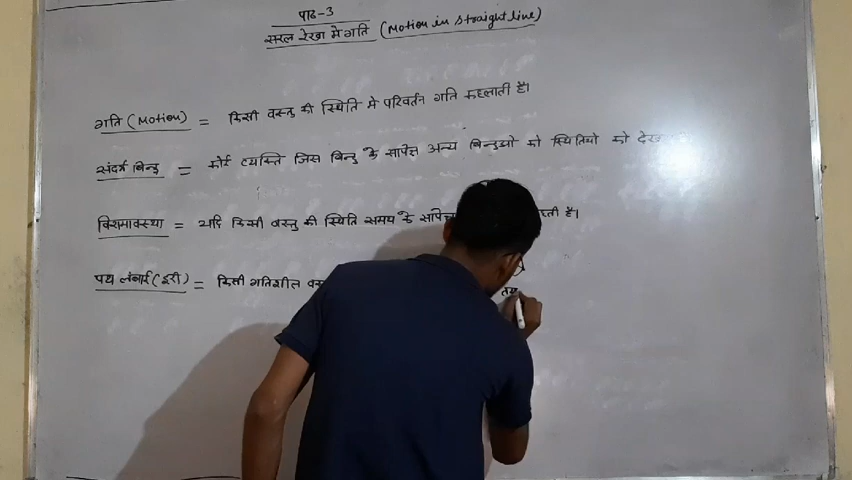 पाठ-3
सरल रेखा मे गति (Motion in straight line)
गति (Motion) = किसी वस्तु की स्थिति मे परिवर्तन गति कहलाती है।
संदर्भ बिन्दु = कोई व्यक्ति जिस बिन्दु के सापेक्ष अन्य बिन्दुओ की स्थितियो को देख
विरामावस्था = यदि किसी वस्तु की स्थिति समय के सापेक्ष है।
पथ लंबाई (दूरी) = किसी गतिशील तय